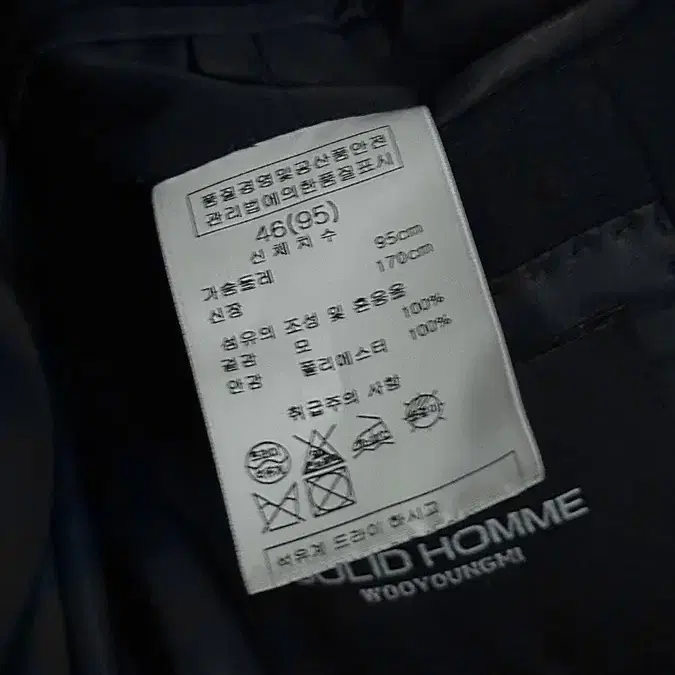 품질경영및공산품안전
관리법에의한품질표시
46(95)
신체치수
가슴둘레 95cm
신장 170cm
섬유의 조성 및 혼용율
겉감 모 100%
안감 폴리에스터 100%
취급주의 사항
드라이
석유계 드라이 하시고
SOLID HOMME
WOOYOUNGMI